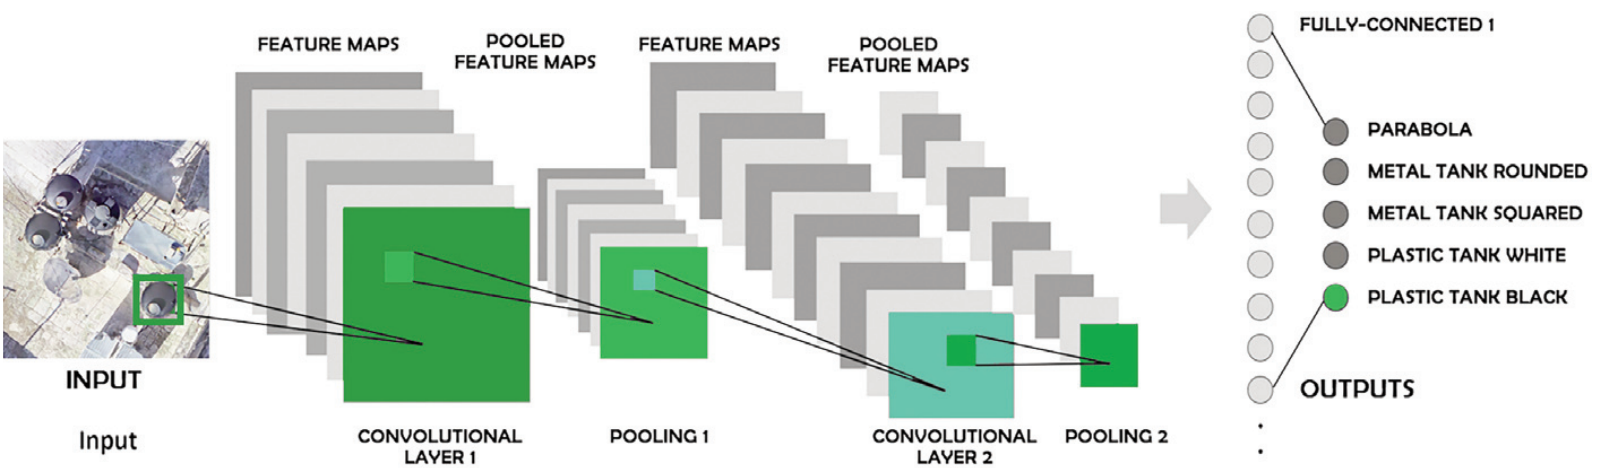 FEATURE MAPS
POOLED
FEATURE MAPS
FEATURE MAPS
POOLED
FEATURE MAPS
FULLY-CONNECTED 1
PARABOLA
METAL TANK ROUNDED
METAL TANK SQUARED
PLASTIC TANK WHITE
PLASTIC TANK BLACK
INPUT
OUTPUTS
Input
CONVOLUTIONAL
LAYER 1
POOLING 1
CONVOLUTIONAL
LAYER 2
POOLING 2